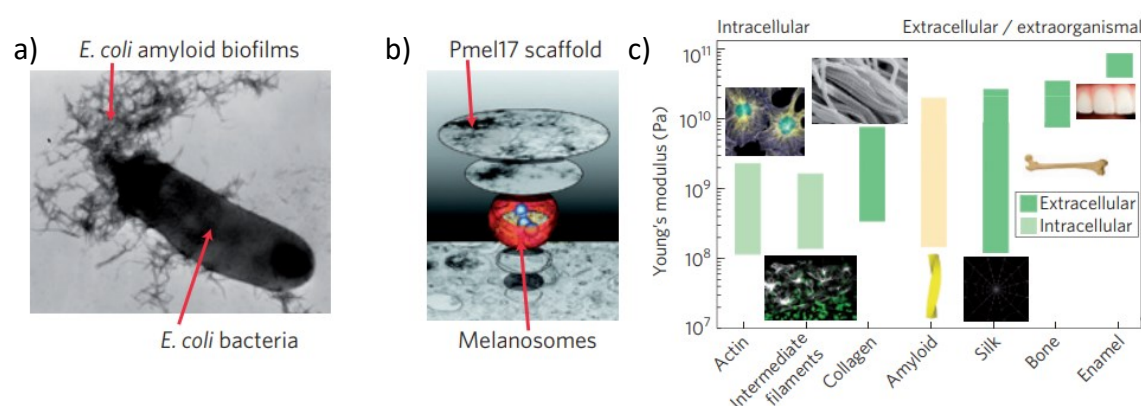 a)
E. coli amyloid biofilms
E. coli bacteria
b)
Pmel17 scaffold
Melanosomes
c)
Intracellular
Extracellular / extraorganismal
Young's modulus (Pa)
10¹¹
10¹⁰
10⁹
10⁸
10⁷
Extracellular
Intracellular
Actin
Intermediate
filaments
Collagen
Amyloid
Silk
Bone
Enamel